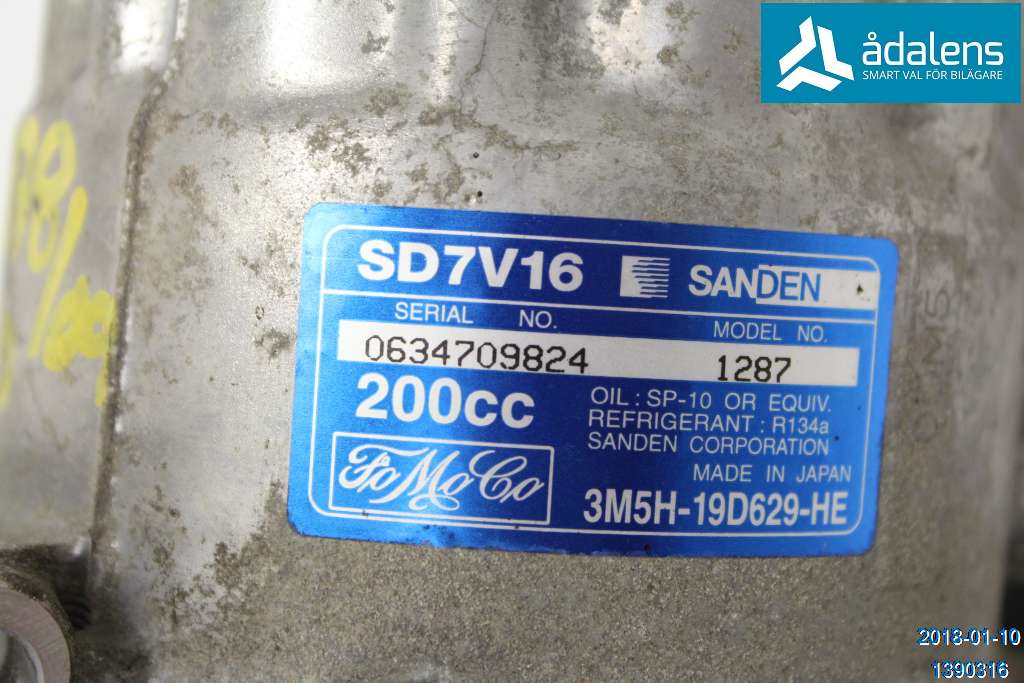 ådalens
SMART VAL FÖR BILÄGARE
SD7V16 SANDEN
SERIAL NO. MODEL NO.
0634709824 1287
200cc
OIL : SP-10 OR EQUIV.
REFRIGERANT : R134a
SANDEN CORPORATION
MADE IN JAPAN
FoMoCo
3M5H-19D629-HE
2018-01-10
1390316